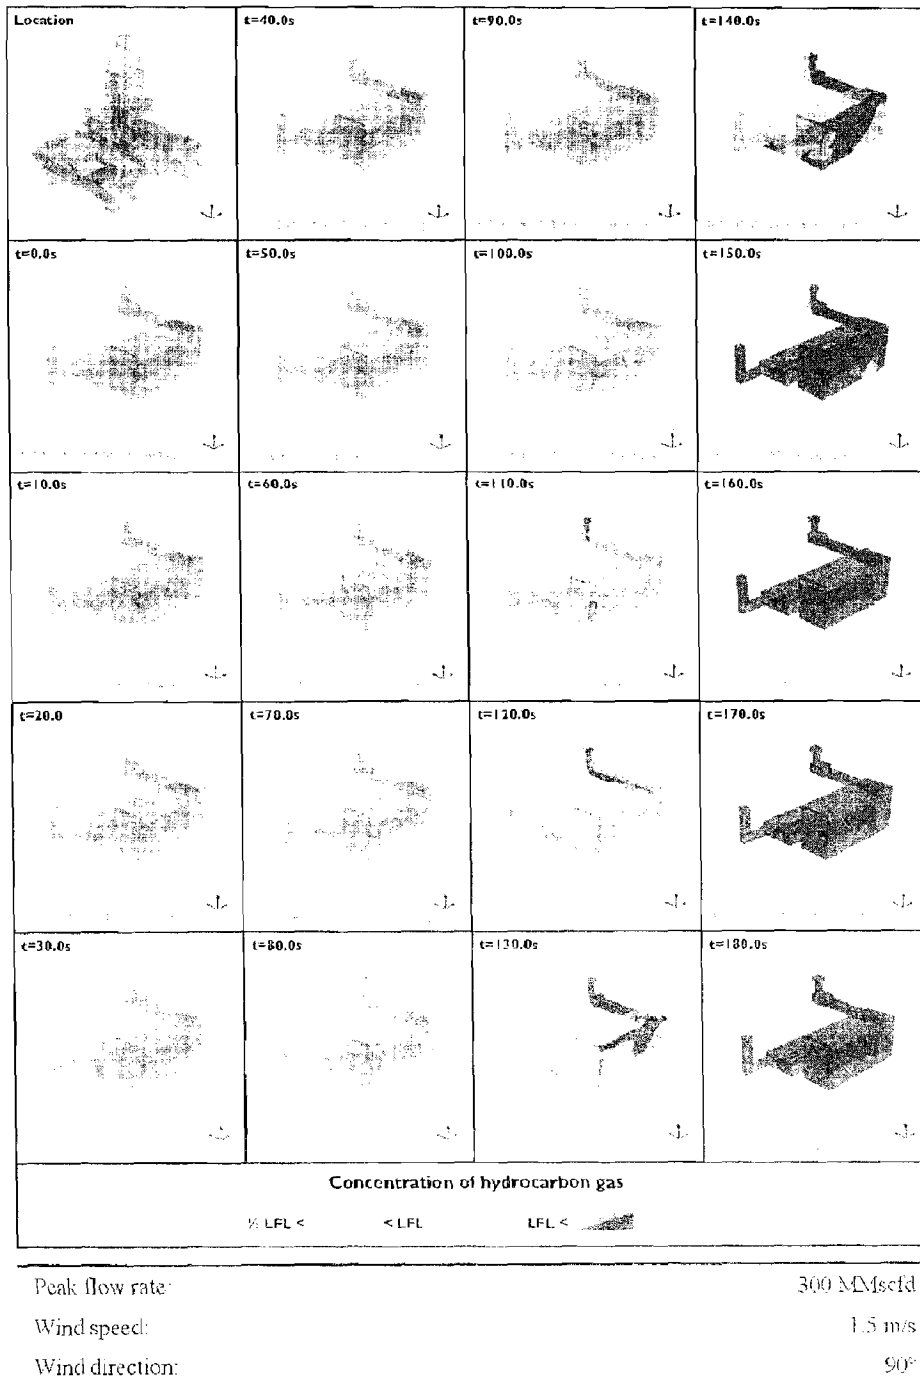 Location
t=40.0s
t=90.0s
t=140.0s
t=0.0s
t=50.0s
t=100.0s
t=150.0s
t=10.0s
t=60.0s
t=110.0s
t=160.0s
t=20.0
t=70.0s
t=120.0s
t=170.0s
t=30.0s
t=80.0s
t=130.0s
t=180.0s
Concentration of hydrocarbon gas
½ LFL < < LFL LFL <
Peak flow rate: 300 MMscfd
Wind speed: 1.5 m/s
Wind direction: 90°